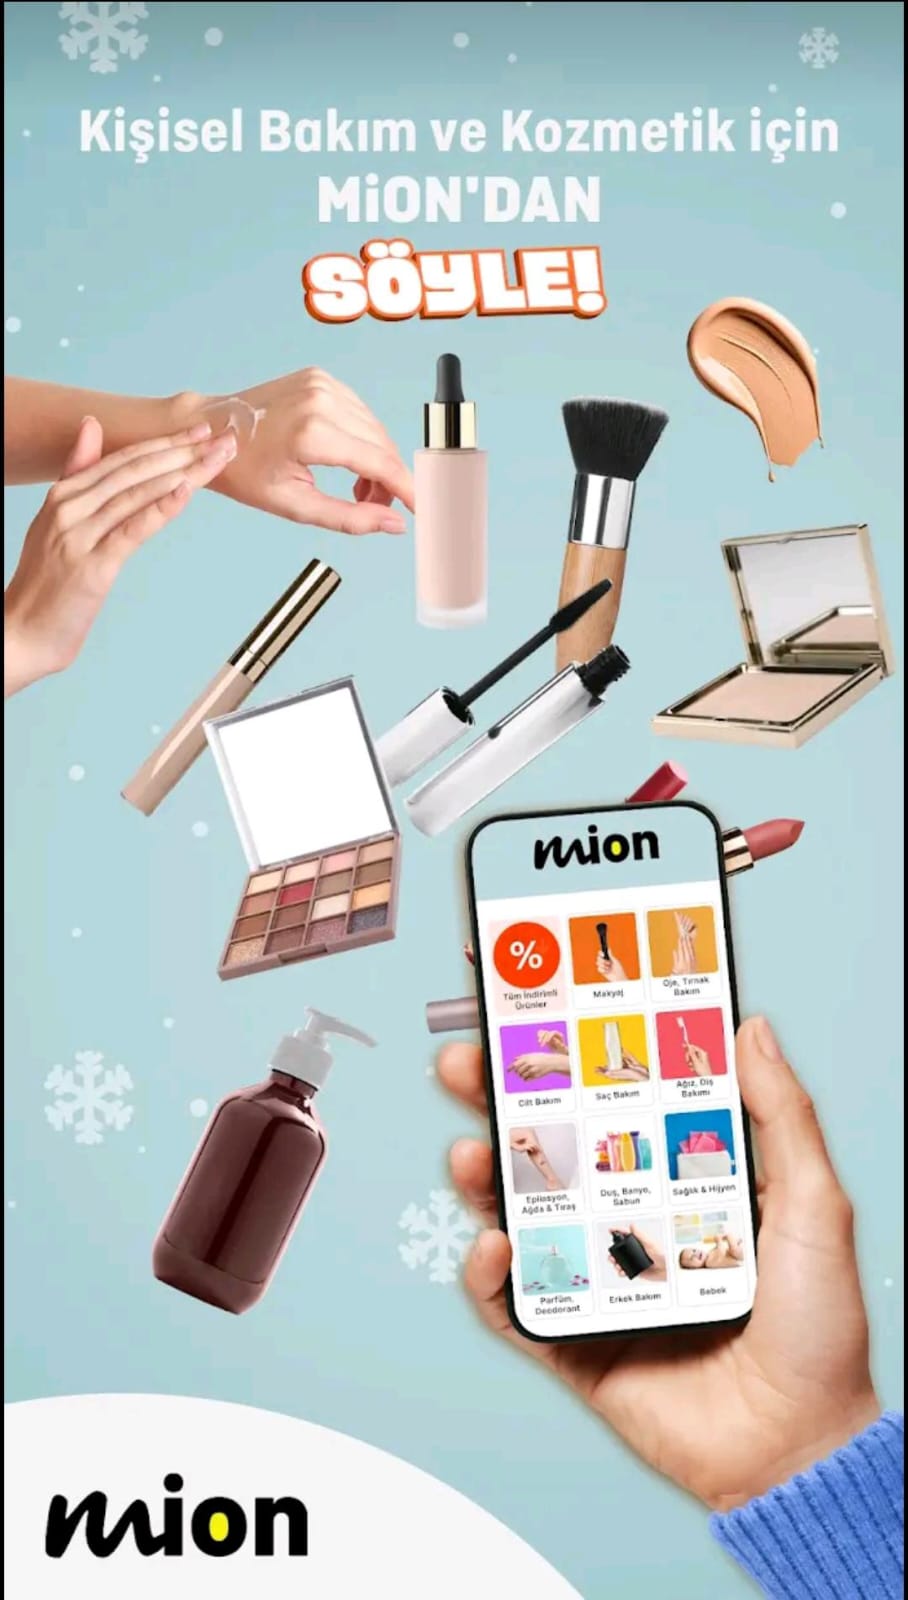 Kişisel Bakım ve Kozmetik için
MiON'DAN
SÖYLE!
mion
%
Tüm İndirimli
Ürünler
Makyaj
Oje, Tırnak
Bakım
Cilt Bakım
Saç Bakım
Ağız, Diş
Bakımı
Epilasyon,
Ağda & Tıraş
Duş, Banyo,
Sabun
Sağlık & Hijyen
Parfüm,
Deodorant
Erkek Bakım
Bebek
mion